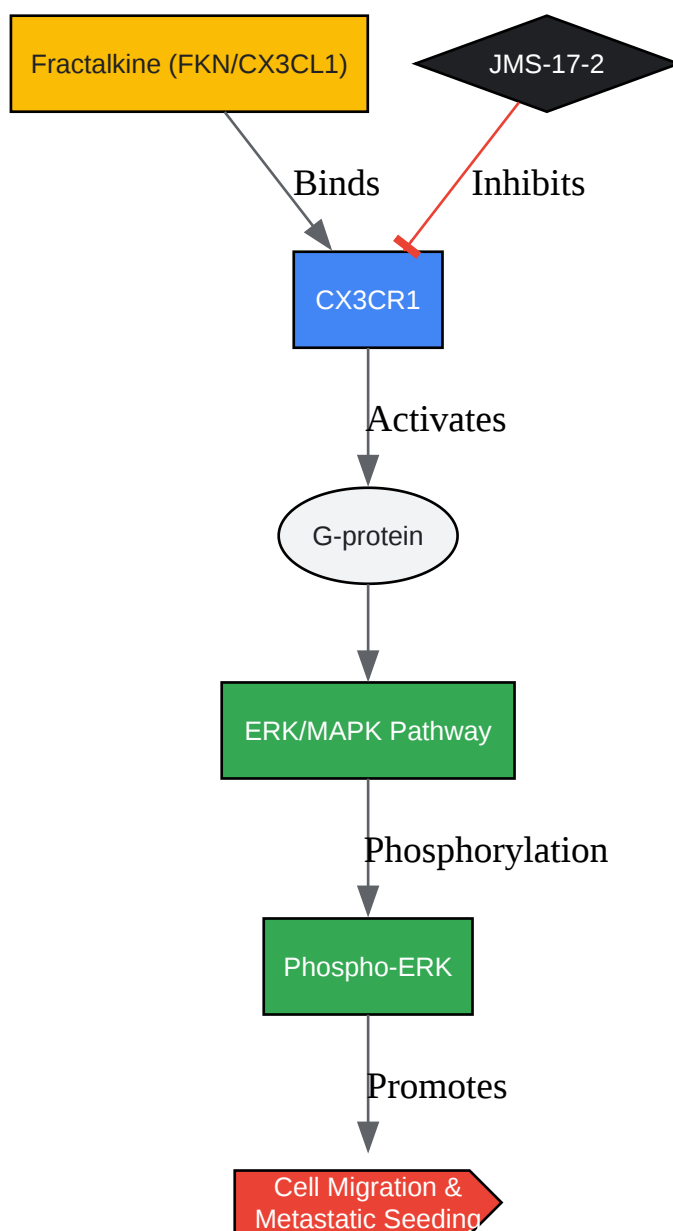 Fractalkine (FKN/CX3CL1)
JMS-17-2
Binds
Inhibits
CX3CR1
Activates
G-protein
ERK/MAPK Pathway
Phosphorylation
Phospho-ERK
Promotes
Cell Migration &
Metastatic Seeding